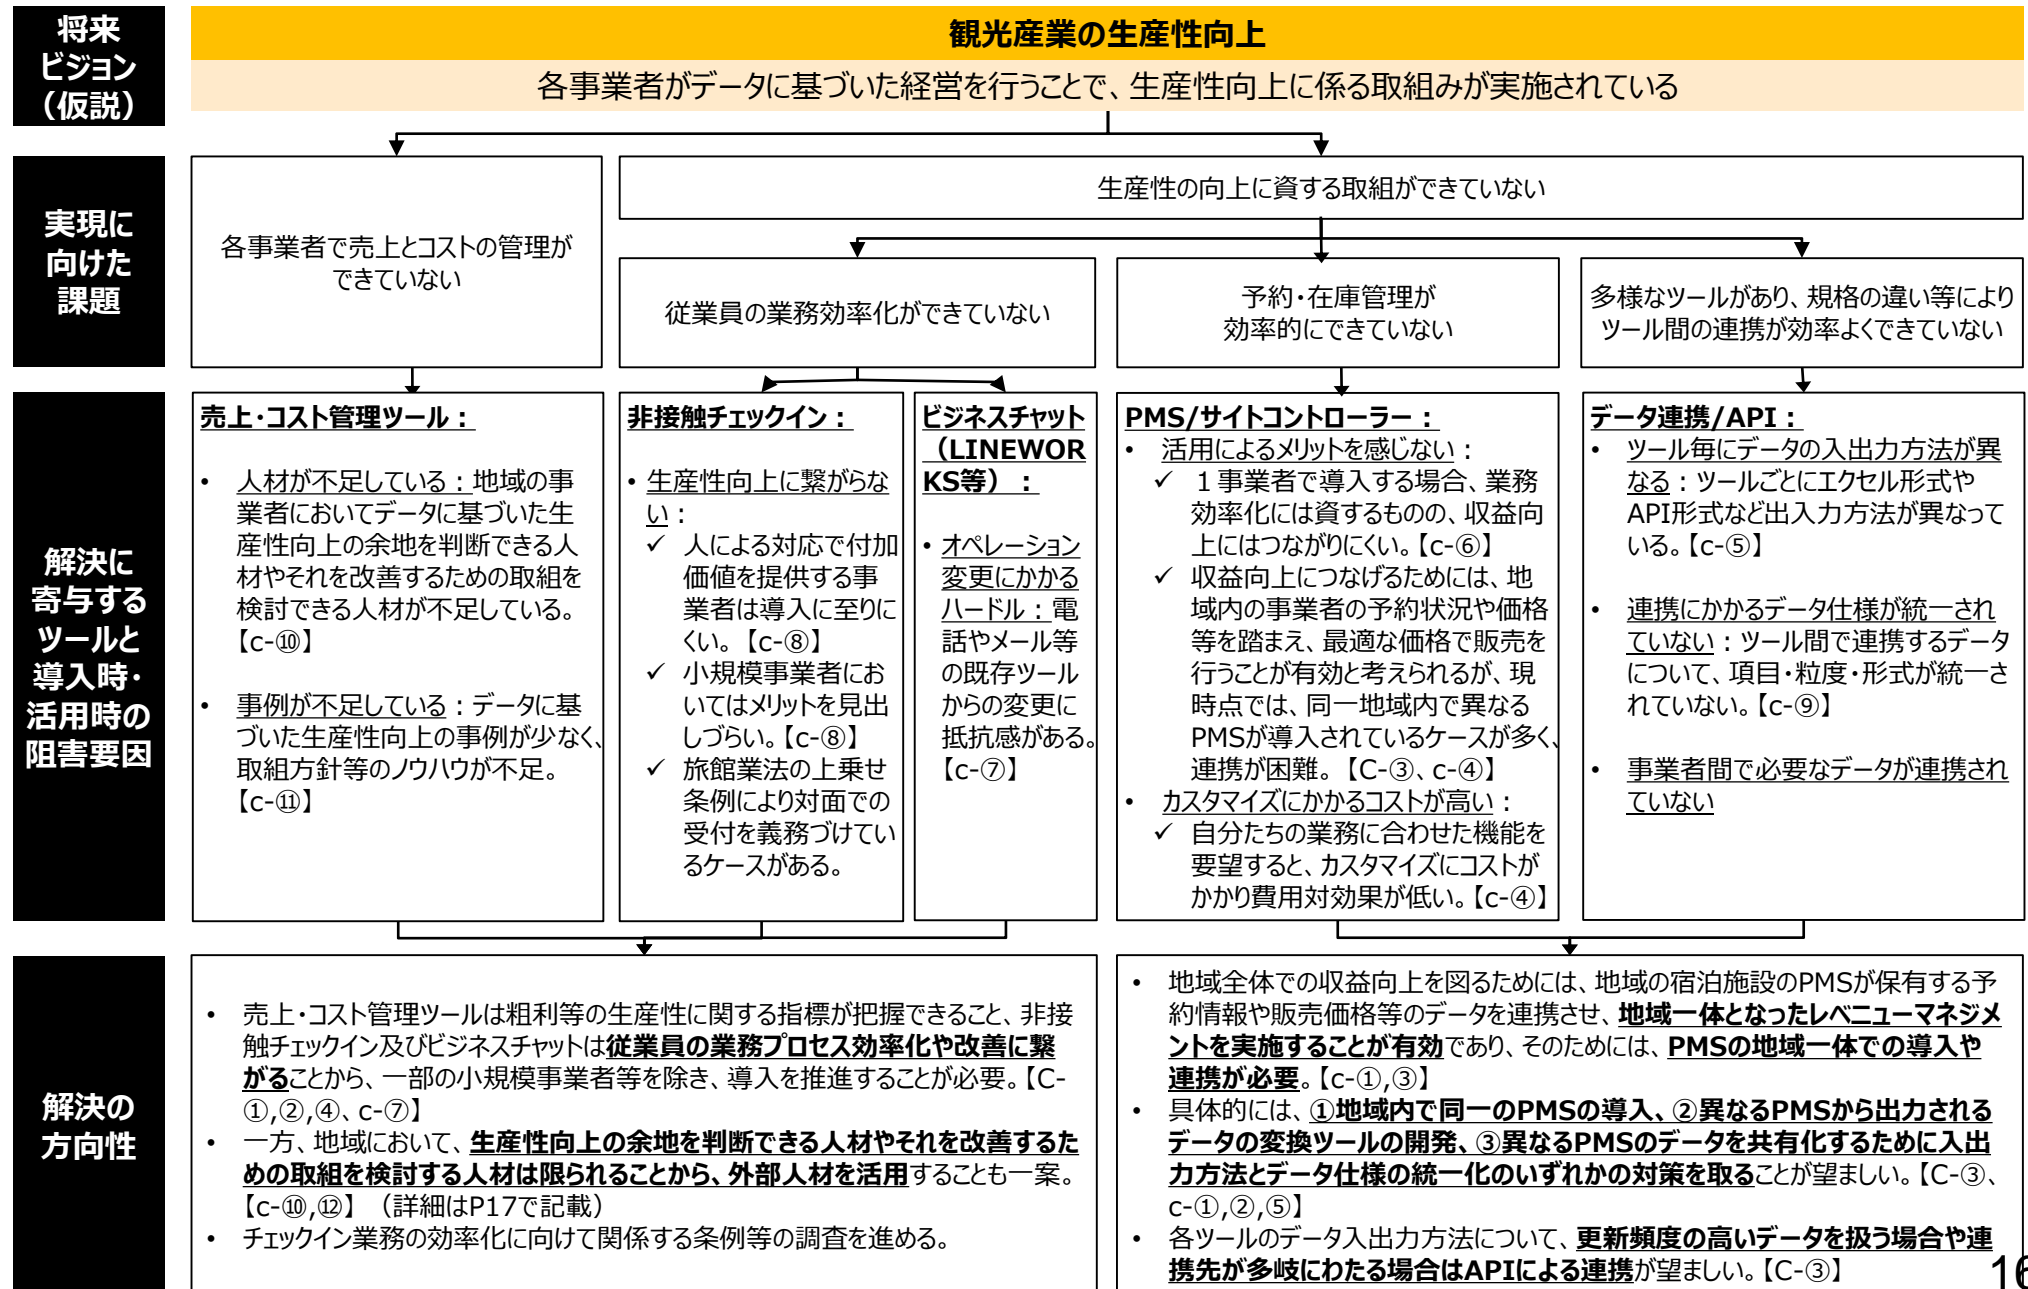 将来
ビジョン
（仮説）
観光産業の生産性向上
各事業者がデータに基づいた経営を行うことで、生産性向上に係る取組みが実施されている
実現に
向けた
課題
各事業者で売上とコストの管理が
できていない
生産性の向上に資する取組ができていない
従業員の業務効率化ができていない
予約・在庫管理が
効率的にできていない
多様なツールがあり、規格の違い等により
ツール間の連携が効率よくできていない
解決に
寄与する
ツールと
導入時・
活用時の
阻害要因
売上・コスト管理ツール：
• 人材が不足している：地域の事
業者においてデータに基づいた生
産性向上の余地を判断できる人
材やそれを改善するための取組を
検討できる人材が不足している。
【c-⑩】
• 事例が不足している：データに基
づいた生産性向上の事例が少なく、
取組方針等のノウハウが不足。
【c-⑪】
非接触チェックイン：
• 生産性向上に繋がらな
い：
✓ 人による対応で付加
価値を提供する事
業者は導入に至りに
くい。【c-⑧】
✓ 小規模事業者にお
いてはメリットを見出
しづらい。【c-⑧】
✓ 旅館業法の上乗せ
条例により対面での
受付を義務づけてい
るケースがある。
ビジネスチャット
（LINEWOR
KS等）：
• オペレーション
変更にかかる
ハードル：電
話やメール等
の既存ツール
からの変更に
抵抗感がある。
【c-⑦】
PMS/サイトコントローラー：
• 活用によるメリットを感じない：
✓ １事業者で導入する場合、業務
効率化には資するものの、収益向
上にはつながりにくい。【c-⑥】
✓ 収益向上につなげるためには、地
域内の事業者の予約状況や価格
等を踏まえ、最適な価格で販売を
行うことが有効と考えられるが、現
時点では、同一地域内で異なる
PMSが導入されているケースが多く、
連携が困難。【C-③、c-④】
• カスタマイズにかかるコストが高い：
✓ 自分たちの業務に合わせた機能を
要望すると、カスタマイズにコストが
かかり費用対効果が低い。【c-④】
データ連携/API：
• ツール毎にデータの入出力方法が異
なる：ツールごとにエクセル形式や
API形式など出入力方法が異なって
いる。【c-⑤】
• 連携にかかるデータ仕様が統一され
ていない：ツール間で連携するデータ
について、項目・粒度・形式が統一さ
れていない。【c-⑨】
• 事業者間で必要なデータが連携され
ていない
解決の
方向性
• 売上・コスト管理ツールは粗利等の生産性に関する指標が把握できること、非接
触チェックイン及びビジネスチャットは従業員の業務プロセス効率化や改善に繋
がることから、一部の小規模事業者等を除き、導入を推進することが必要。【C-
①,②,④、c-⑦】
• 一方、地域において、生産性向上の余地を判断できる人材やそれを改善するた
めの取組を検討する人材は限られることから、外部人材を活用することも一案。
【c-⑩,⑫】（詳細はP17で記載）
• チェックイン業務の効率化に向けて関係する条例等の調査を進める。
• 地域全体での収益向上を図るためには、地域の宿泊施設のPMSが保有する予
約情報や販売価格等のデータを連携させ、地域一体となったレベニューマネジメ
ントを実施することが有効であり、そのためには、PMSの地域一体での導入や
連携が必要。【c-①,③】
• 具体的には、①地域内で同一のPMSの導入、②異なるPMSから出力される
データの変換ツールの開発、③異なるPMSのデータを共有化するために入出
力方法とデータ仕様の統一化のいずれかの対策を取ることが望ましい。【C-③、
c-①,②,⑤】
• 各ツールのデータ入出力方法について、更新頻度の高いデータを扱う場合や連
携先が多岐にわたる場合はAPIによる連携が望ましい。【C-③】
16